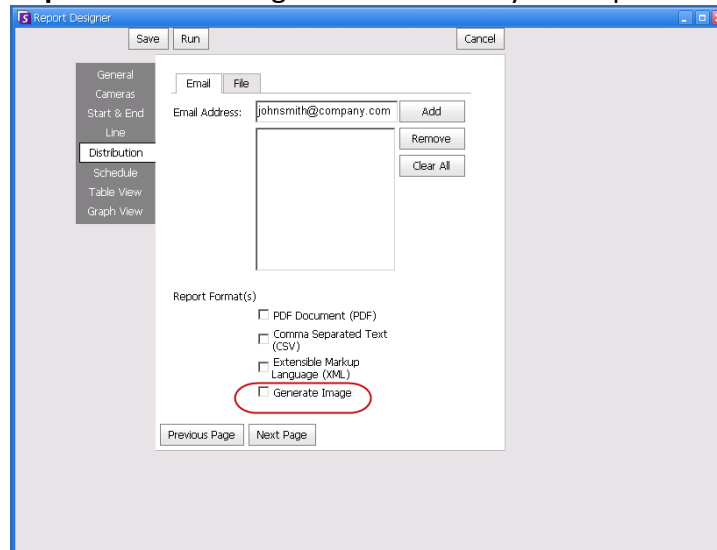 Report Designer
Save Run Cancel
General
Cameras
Start & End
Line
Distribution
Schedule
Table View
Graph View
Email File
Email Address: johnsmith@company.com Add
Remove
Clear All
Report Format(s)
PDF Document (PDF)
Comma Separated Text
(CSV)
Extensible Markup
Language (XML)
Generate Image
Previous Page Next Page